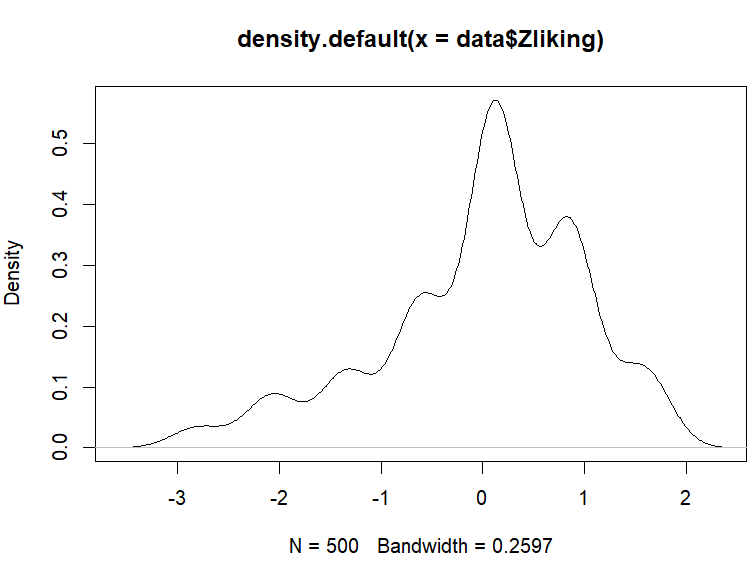 density.default(x = data$Zliking)
Density
0.5
0.4
0.3
0.2
0.1
0.0
-3 -2 -1 0 1 2
N = 500 Bandwidth = 0.2597